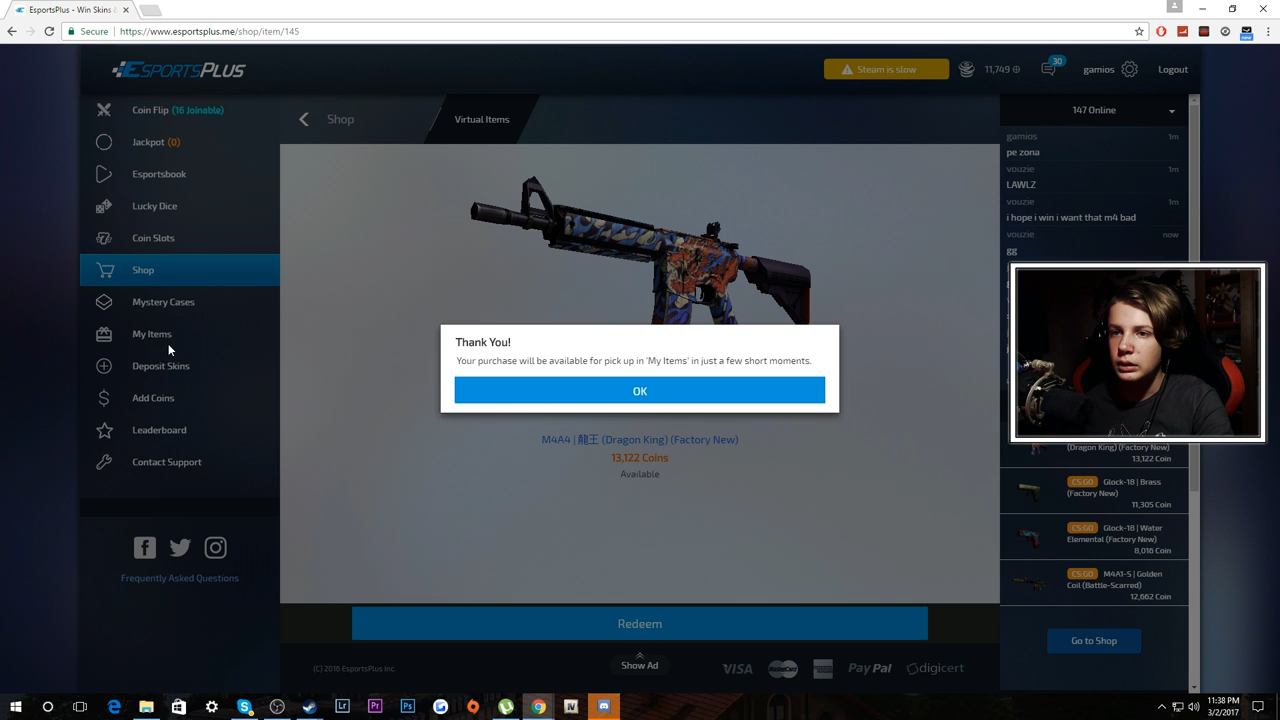 EsportsPlus - Win Skins &
Secure
https://www.esportsplus.me/shop/item/145
new
ESPORTSPLUS
Steam is slow
11,749
30
gamios
Logout
Coin Flip (16 Joinable)
Jackpot (0)
Esportsbook
Lucky Dice
Coin Slots
Shop
Mystery Cases
My Items
Deposit Skins
Add Coins
Leaderboard
Contact Support
Frequently Asked Questions
Shop
Virtual Items
Thank You!
Your purchase will be available for pick up in 'My Items' in just a few short moments.
OK
M4A4 | 龍王 (Dragon King) (Factory New)
13,122 Coins
Available
Redeem
(C) 2016 EsportsPlus Inc.
Show Ad
VISA
PayPal
digicert
147 Online
gamios 1m
pe zona
vouzie 1m
LAWLZ
vouzie 1m
i hope i win i want that m4 bad
vouzie now
gg
(Dragon King) (Factory New)
13,122 Coin
CS:GO Glock-18 | Brass
(Factory New)
11,305 Coin
CS:GO Glock-18 | Water
Elemental (Factory New)
8,016 Coin
CS:GO M4A1-S | Golden
Coil (Battle-Scarred)
12,662 Coin
Go to Shop
11:38 PM
3/2/2017